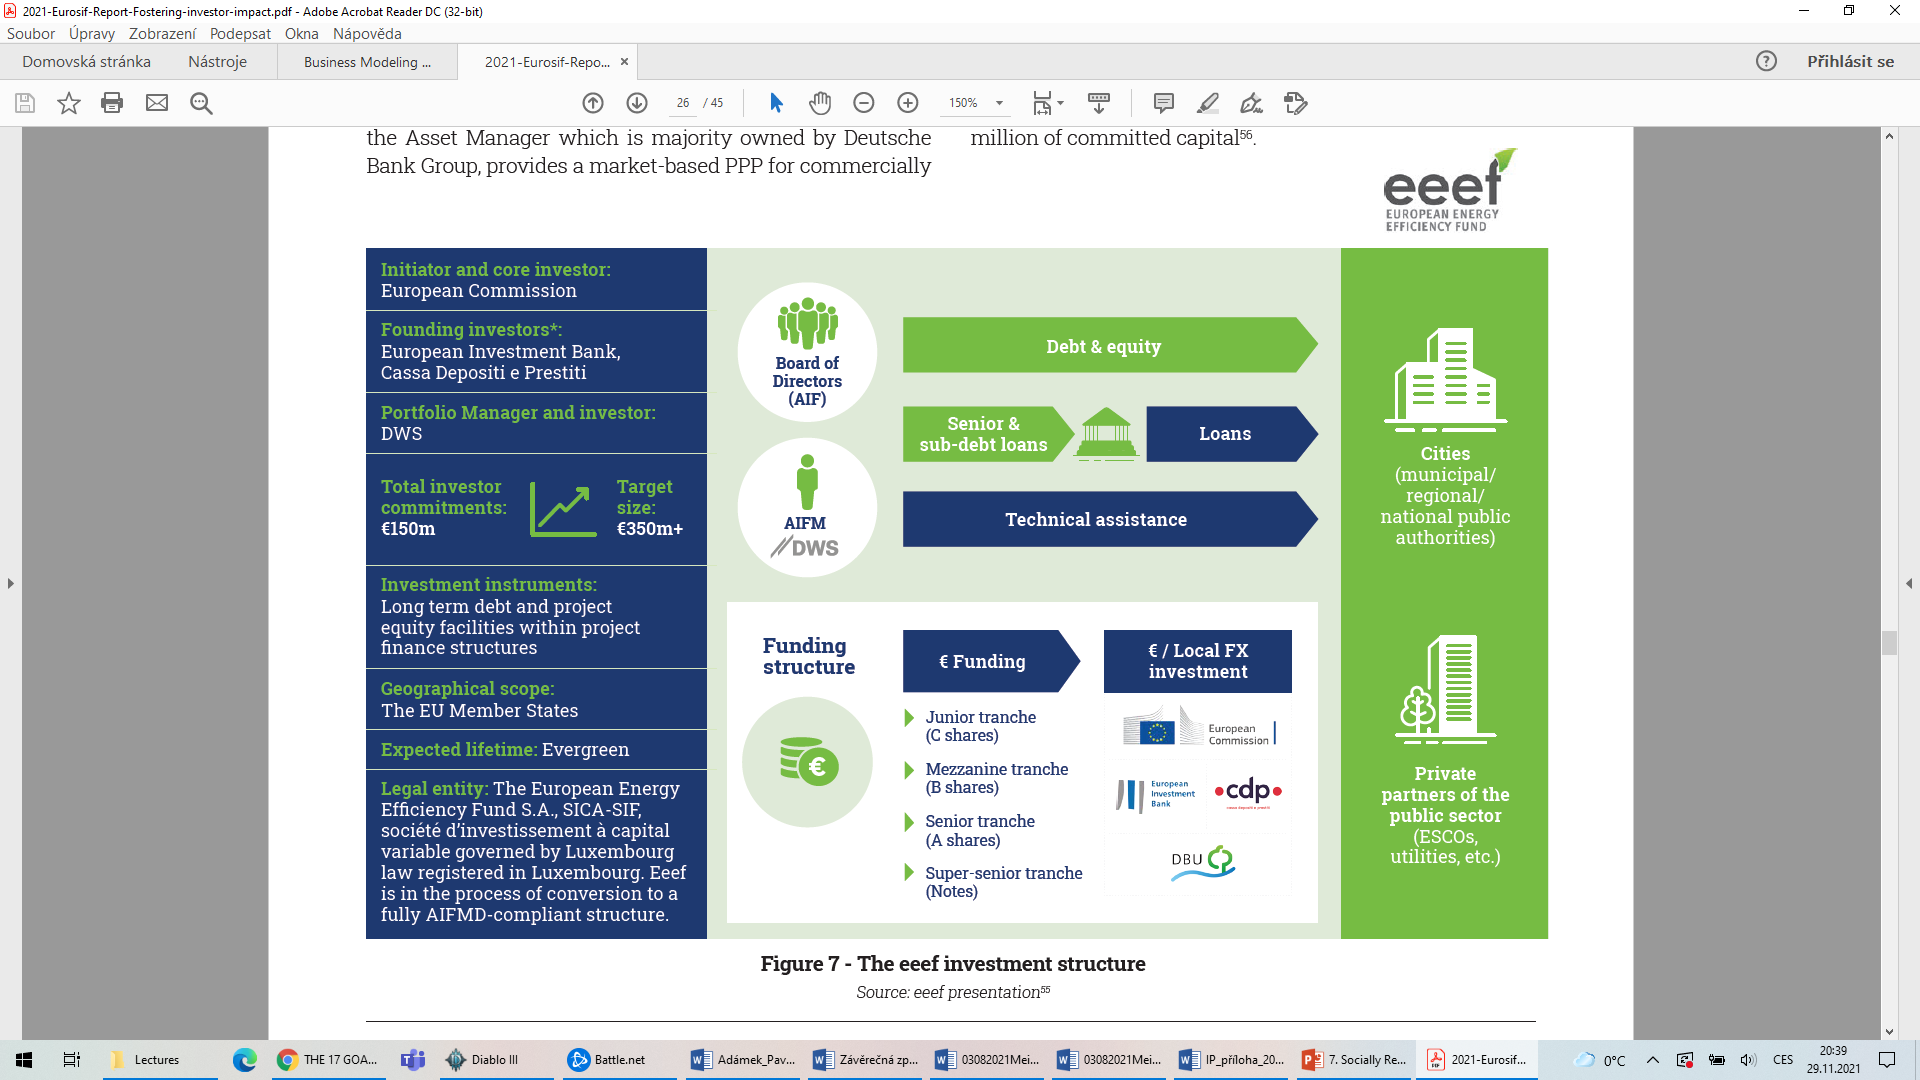 2021-Eurosif-Report-Fostering-investor-impact.pdf - Adobe Acrobat Reader DC (32-bit)
Soubor Úpravy Zobrazení Podepsat Okna Nápověda
Domovská stránka Nástroje Business Modeling ... 2021-Eurosif-Repo... × Přihlásit se
26 / 45 150%
the Asset Manager which is majority owned by Deutsche
Bank Group, provides a market-based PPP for commercially
million of committed capital⁵⁶.
eeef
EUROPEAN ENERGY
EFFICIENCY FUND
Initiator and core investor:
European Commission
Founding investors*:
European Investment Bank,
Cassa Depositi e Prestiti
Portfolio Manager and investor:
DWS
Total investor
commitments:
€150m
Target
size:
€350m+
Investment instruments:
Long term debt and project
equity facilities within project
finance structures
Geographical scope:
The EU Member States
Expected lifetime: Evergreen
Legal entity: The European Energy
Efficiency Fund S.A., SICA-SIF,
société d'investissement à capital
variable governed by Luxembourg
law registered in Luxembourg. Eeef
is in the process of conversion to a
fully AIFMD-compliant structure.
Board of
Directors
(AIF)
AIFM
DWS
Debt & equity
Senior &
sub-debt loans
Loans
Technical assistance
Funding
structure
€
€ Funding
Junior tranche
(C shares)
Mezzanine tranche
(B shares)
Senior tranche
(A shares)
Super-senior tranche
(Notes)
€ / Local FX
investment
European
Commission
European
Investment
Bank
cdp
cassa depositi e prestiti
DBU
Cities
(municipal/
regional/
national public
authorities)
Private
partners of the
public sector
(ESCOs,
utilities, etc.)
Figure 7 - The eeef investment structure
Source: eeef presentation⁵⁵
Lectures THE 17 GOA... Diablo III Battle.net Adámek_Pav... Závěrečná zp... 03082021Mei... 03082021Mei... IP_příloha_20... 7. Socially Re... 2021-Eurosif... 0°C CES 20:39
29.11.2021